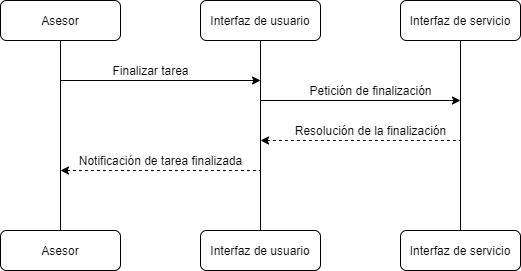 Asesor
Interfaz de usuario
Interfaz de servicio
Finalizar tarea
Petición de finalización
Resolución de la finalización
Notificación de tarea finalizada
Asesor
Interfaz de usuario
Interfaz de servicio